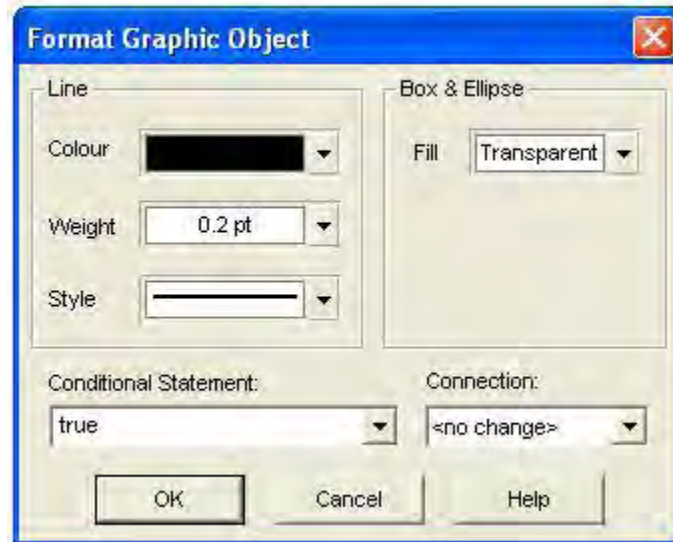 Format Graphic Object
Line
Box & Ellipse
Colour
Fill
Transparent
Weight
0.2 pt
Style
Conditional Statement:
Connection:
true
<no change>
OK
Cancel
Help